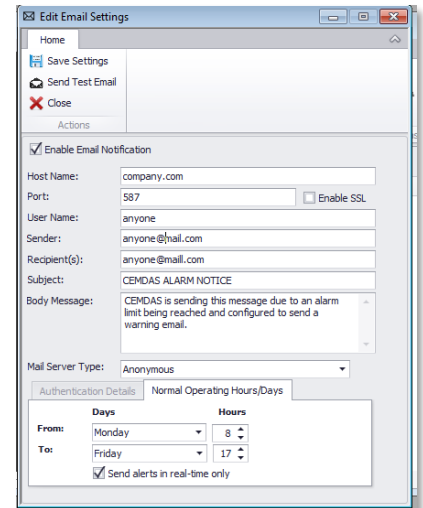 Edit Email Settings
Home
Save Settings
Send Test Email
Close
Actions
Enable Email Notification
Host Name: company.com
Port: 587 Enable SSL
User Name: anyone
Sender: anyone@mail.com
Recipient(s): anyone@maill.com
Subject: CEMDAS ALARM NOTICE
Body Message: CEMDAS is sending this message due to an alarm
limit being reached and configured to send a
warning email.
Mail Server Type: Anonymous
Authentication Details Normal Operating Hours/Days
Days Hours
From: Monday 8
To: Friday 17
Send alerts in real-time only